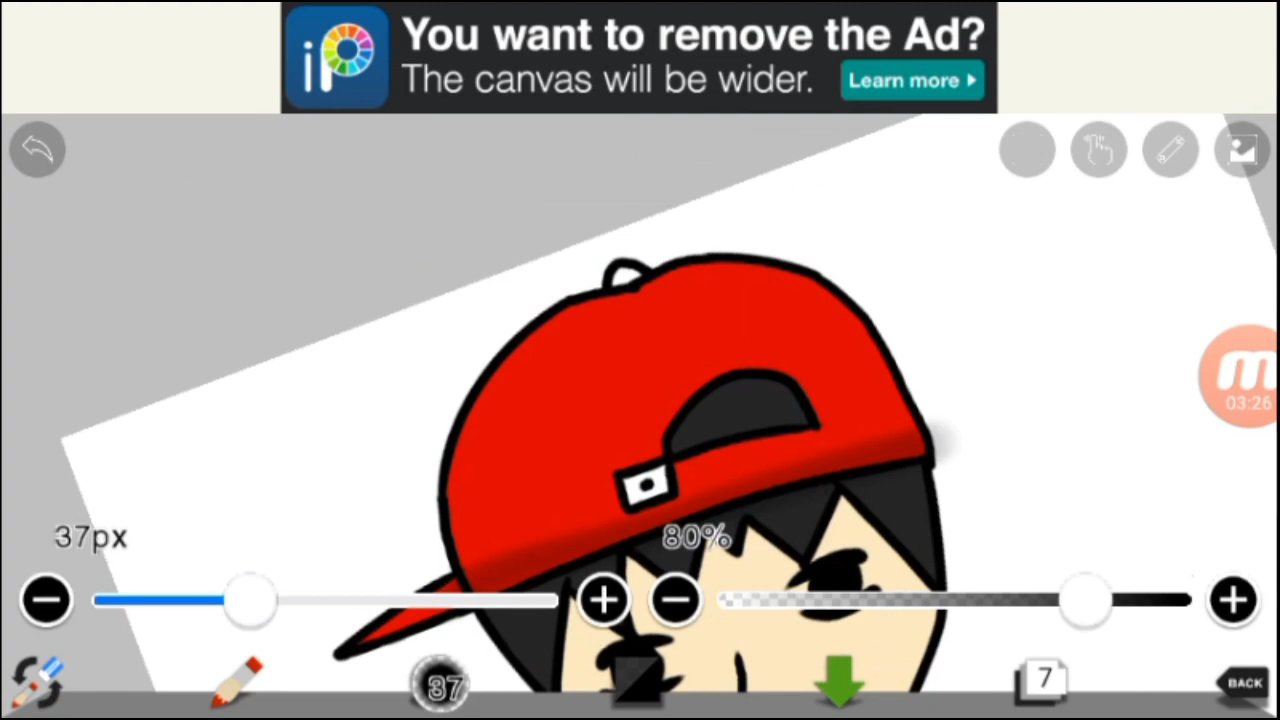 iP
You want to remove the Ad?
The canvas will be wider.
Learn more
03:26
37px
80%
37
7
BACK